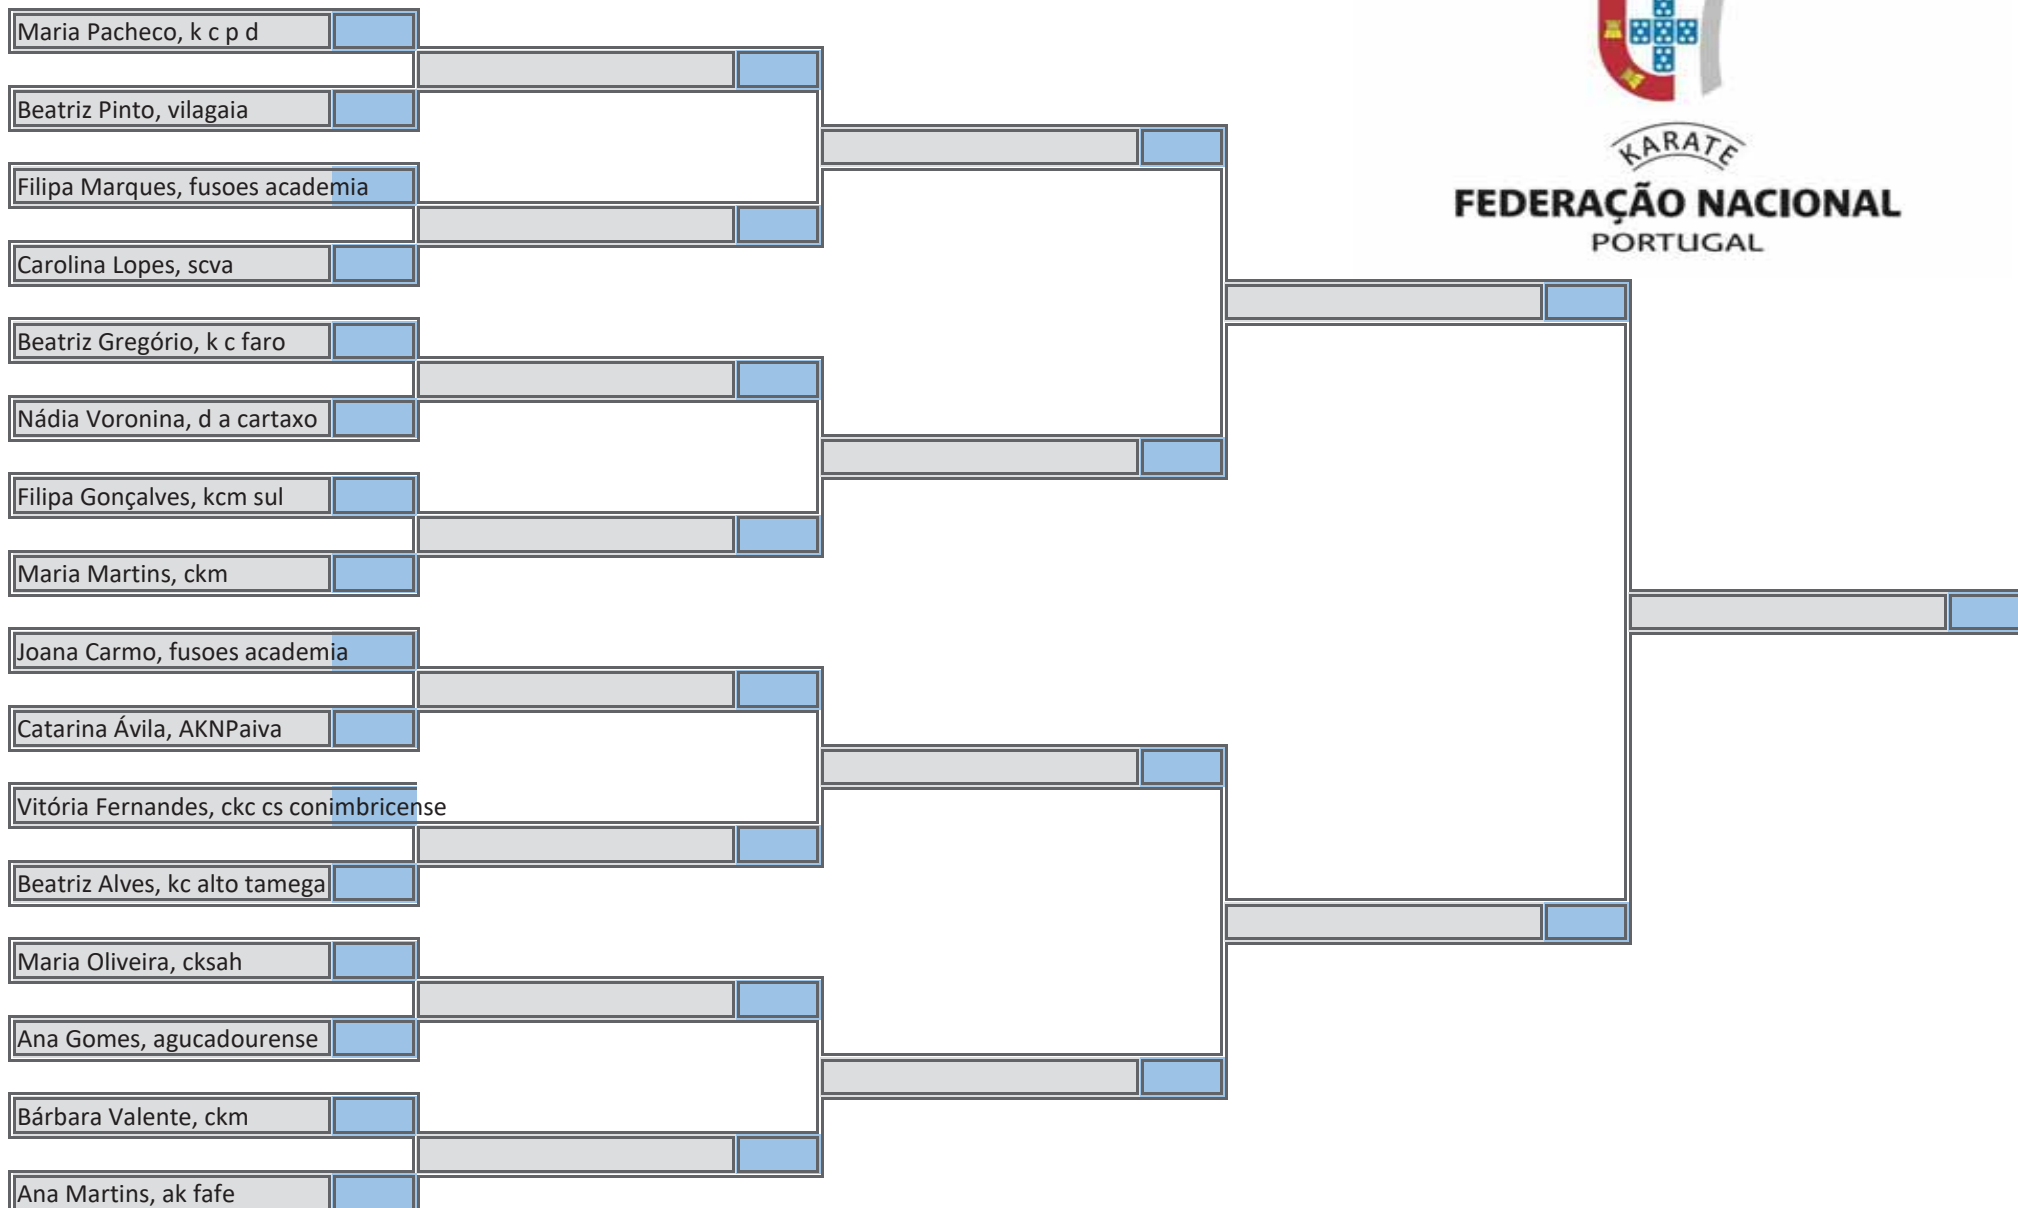 Maria Pacheco, k c p d
Beatriz Pinto, vilagaia
Filipa Marques, fusoes academia
Carolina Lopes, scva
Beatriz Gregório, k c faro
Nádia Voronina, d a cartaxo
Filipa Gonçalves, kcm sul
Maria Martins, ckm
Joana Carmo, fusoes academia
Catarina Ávila, AKNPaiva
Vitória Fernandes, ckc cs conimbricense
Beatriz Alves, kc alto tamega
Maria Oliveira, cksah
Ana Gomes, agucadourense
Bárbara Valente, ckm
Ana Martins, ak fafe
KARATE
FEDERAÇÃO NACIONAL
PORTUGAL